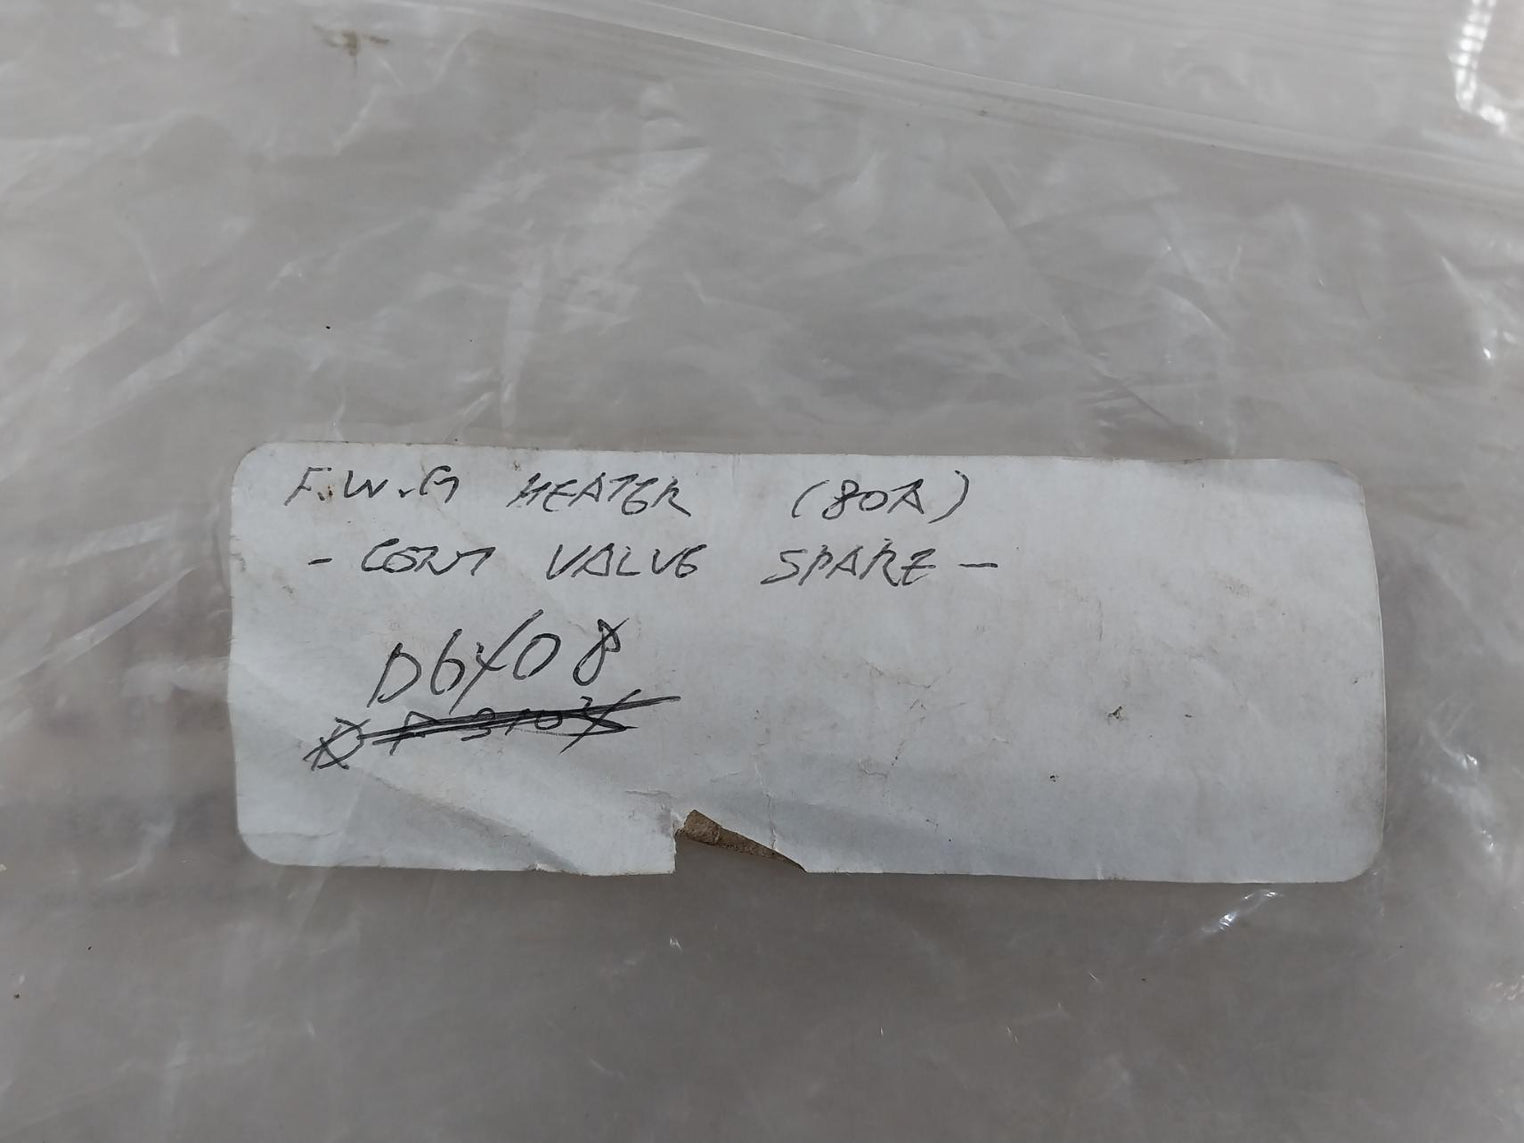 F.W.G HEATER (80A)
- CONT VALVE SPARE -
D6408